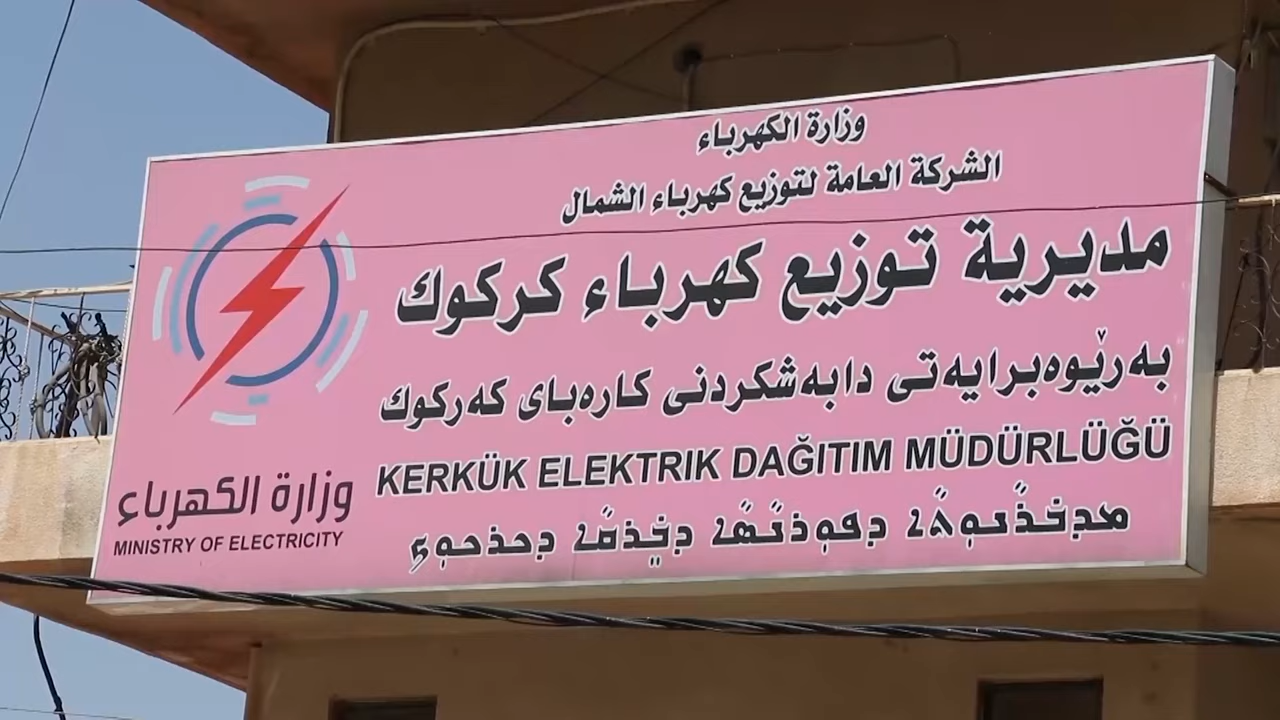 وزارة الكهرباء
الشركة العامة لتوزيع كهرباء الشمال
مديرية توزيع كهرباء كركوك
بەڕێوەبرایەتی دابەشکردنی کارەبای کەرکوك
KERKÜK ELEKTRIK DAĞITIM MÜDÜRLÜĞÜ
ܡܕܒܪܢܘܬܐ
وزارة الكهرباء
MINISTRY OF ELECTRICITY